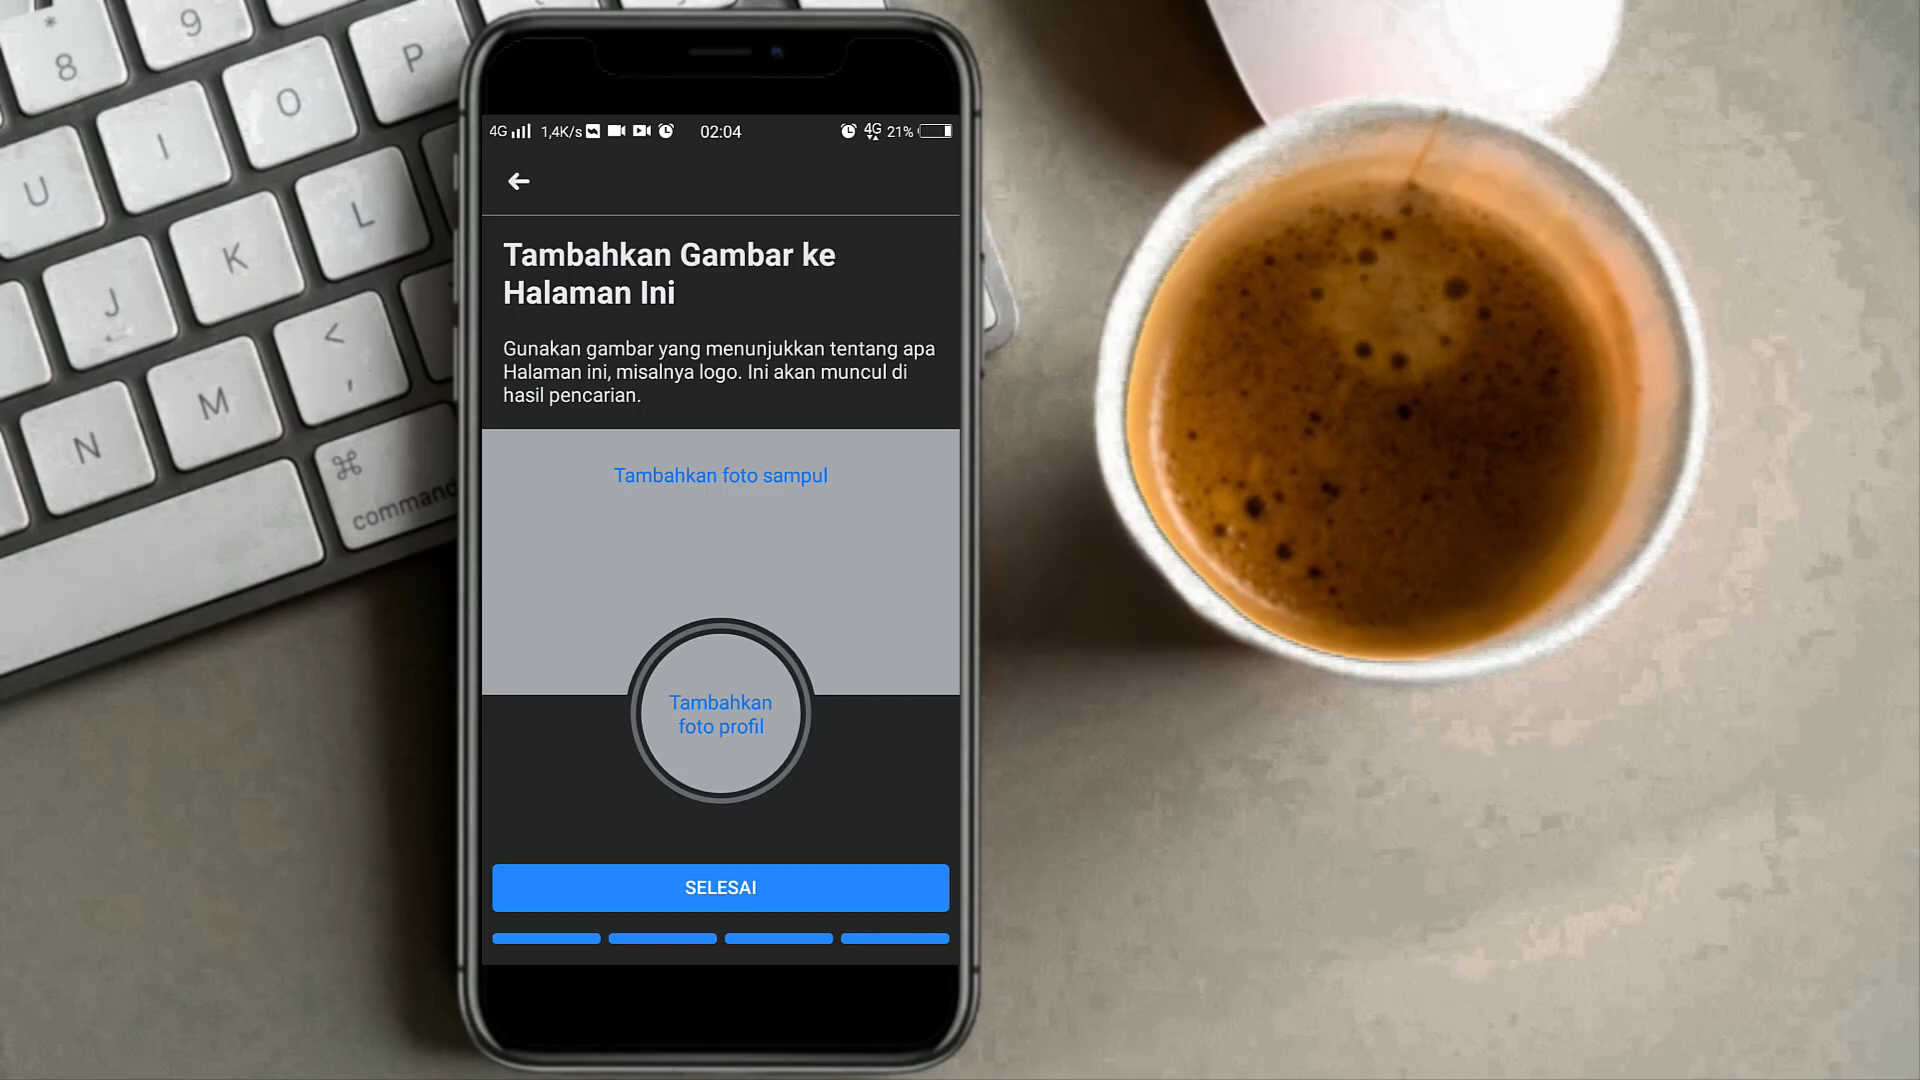 * 8
9
P
O
I
U
L
K
J
<
,
M
N
⌘
command
4G 1,4K/s 02:04 4G 21%
Tambahkan Gambar ke
Halaman Ini
Gunakan gambar yang menunjukkan tentang apa
Halaman ini, misalnya logo. Ini akan muncul di
hasil pencarian.
Tambahkan foto sampul
Tambahkan
foto profil
SELESAI